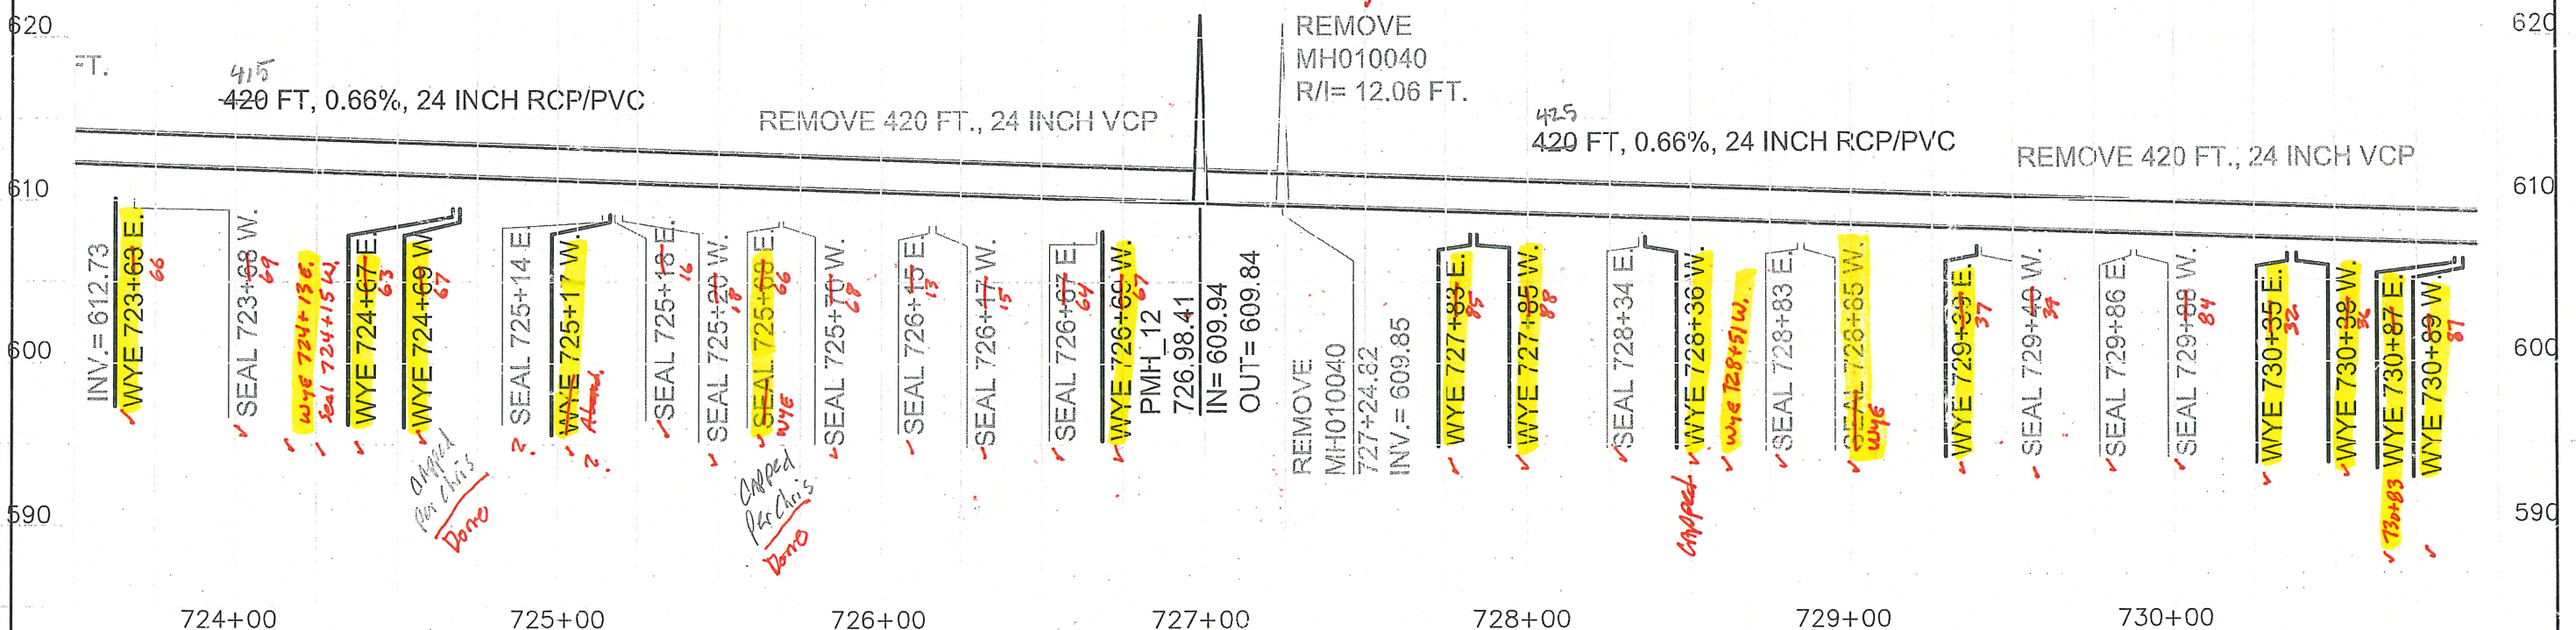 620
620
FT.
415
420 FT, 0.66%, 24 INCH RCP/PVC
REMOVE 420 FT., 24 INCH VCP
REMOVE
MH010040
R/I= 12.06 FT.
425
420 FT, 0.66%, 24 INCH RCP/PVC
REMOVE 420 FT., 24 INCH VCP
610
610
INV.= 612.73
WYE 723+63 E.
66
SEAL 723+68 W.
69
Wye 724+13 E.
Seal 724+15 W.
WYE 724+67 E.
63
WYE 724+69 W.
67
Capped
Per Chris
Done
SEAL 725+14 E.
?
WYE 725+17 W.
Aband.
?
SEAL 725+18 E.
16
SEAL 725+20 W.
18
SEAL 725+68 E.
66
WYE
Capped
Per Chris
Done
SEAL 725+70 W.
68
SEAL 726+15 E.
13
SEAL 726+17 W.
15
SEAL 726+67 E.
64
WYE 726+69 W.
67
PMH_12
726.98.41
IN= 609.94
OUT= 609.84
REMOVE
MH010040
727+24.82
INV.= 609.85
WYE 727+83 E.
85
WYE 727+85 W.
88
SEAL 728+34 E.
WYE 728+36 W.
Capped
Wye 728+51 W.
SEAL 728+83 E.
SEAL 728+85 W.
WYE
WYE 729+39 E.
37
SEAL 729+40 W.
39
SEAL 729+86 E.
SEAL 729+88 W.
84
WYE 730+35 E.
32
WYE 730+38 W.
36
WYE 730+87 E.
730+83
WYE 730+89 W.
87
600
600
590
590
724+00
725+00
726+00
727+00
728+00
729+00
730+00